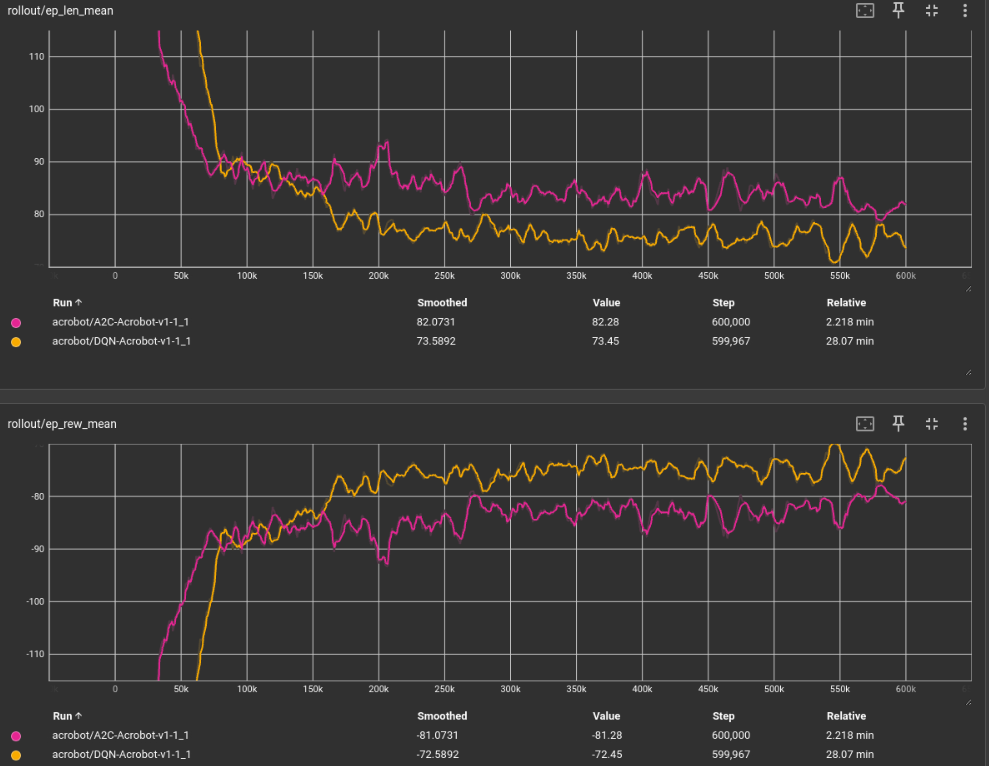 rollout/ep_len_mean
110
100
90
80
0 50k 100k 150k 200k 250k 300k 350k 400k 450k 500k 550k 600k
Run ↑ Smoothed Value Step Relative
acrobot/A2C-Acrobot-v1-1_1 82.0731 82.28 600,000 2.218 min
acrobot/DQN-Acrobot-v1-1_1 73.5892 73.45 599,967 28.07 min
rollout/ep_rew_mean
-80
-90
-100
-110
0 50k 100k 150k 200k 250k 300k 350k 400k 450k 500k 550k 600k
Run ↑ Smoothed Value Step Relative
acrobot/A2C-Acrobot-v1-1_1 -81.0731 -81.28 600,000 2.218 min
acrobot/DQN-Acrobot-v1-1_1 -72.5892 -72.45 599,967 28.07 min